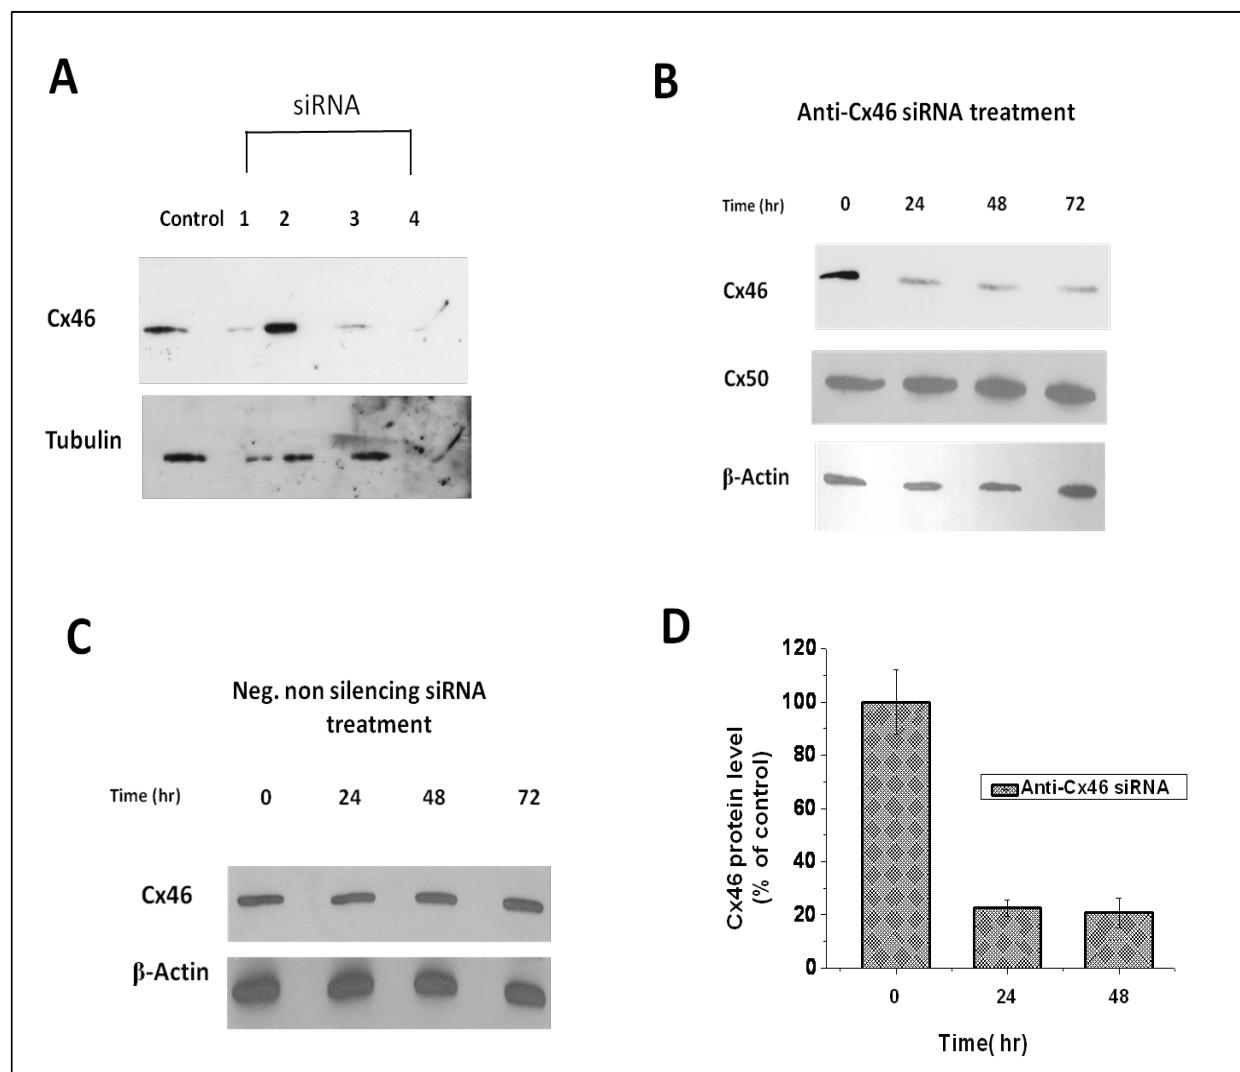 A
siRNA
Control 1 2 3 4
Cx46
Tubulin
B
Anti-Cx46 siRNA treatment
Time (hr) 0 24 48 72
Cx46
Cx50
β-Actin
C
Neg. non silencing siRNA
treatment
Time (hr) 0 24 48 72
Cx46
β-Actin
D
Cx46 protein level
(% of control)
120
100
80
60
40
20
0
Anti-Cx46 siRNA
0 24 48
Time( hr)